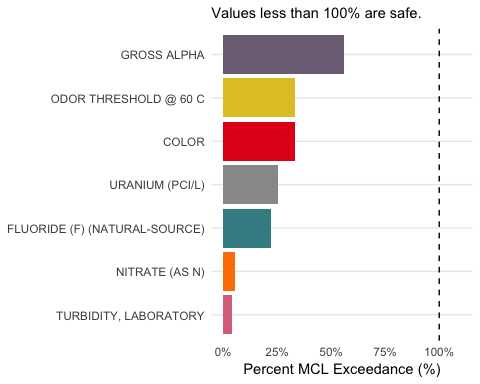 Values less than 100% are safe.
GROSS ALPHA
ODOR THRESHOLD @ 60 C
COLOR
URANIUM (PCI/L)
FLUORIDE (F) (NATURAL-SOURCE)
NITRATE (AS N)
TURBIDITY, LABORATORY
0% 25% 50% 75% 100%
Percent MCL Exceedance (%)